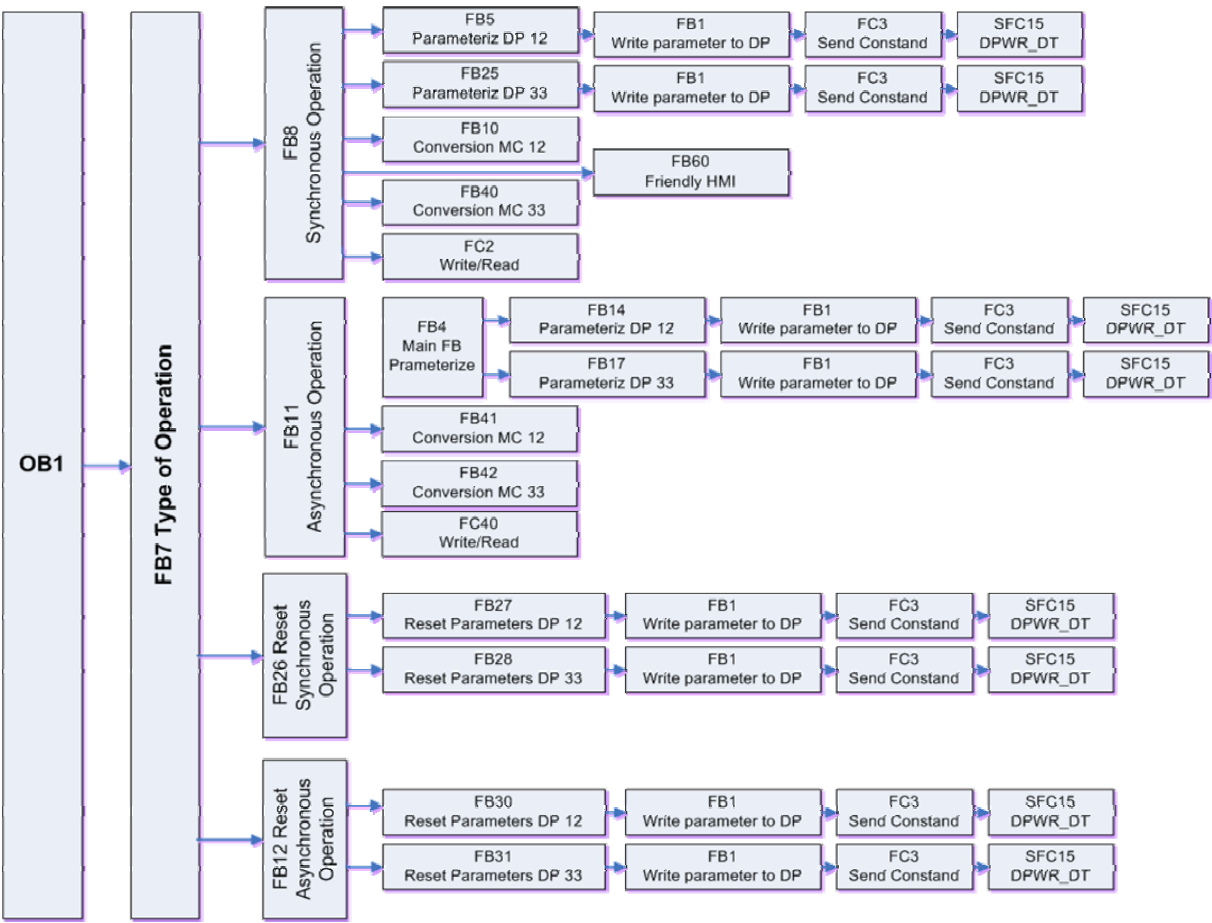 OB1
FB7 Type of Operation
FB8
Synchronous Operation
FB5
Parameteriz DP 12
FB1
Write parameter to DP
FC3
Send Constand
SFC15
DPWR_DT
FB25
Parameteriz DP 33
FB1
Write parameter to DP
FC3
Send Constand
SFC15
DPWR_DT
FB10
Conversion MC 12
FB60
Friendly HMI
FB40
Conversion MC 33
FC2
Write/Read
FB11
Asynchronous Operation
FB4
Main FB
Prameterize
FB14
Parameteriz DP 12
FB1
Write parameter to DP
FC3
Send Constand
SFC15
DPWR_DT
FB17
Parameteriz DP 33
FB1
Write parameter to DP
FC3
Send Constand
SFC15
DPWR_DT
FB41
Conversion MC 12
FB42
Conversion MC 33
FC40
Write/Read
FB26 Reset
Synchronous
Operation
FB27
Reset Parameters DP 12
FB1
Write parameter to DP
FC3
Send Constand
SFC15
DPWR_DT
FB28
Reset Parameters DP 33
FB1
Write parameter to DP
FC3
Send Constand
SFC15
DPWR_DT
FB12 Reset
Asynchronous
Operation
FB30
Reset Parameters DP 12
FB1
Write parameter to DP
FC3
Send Constand
SFC15
DPWR_DT
FB31
Reset Parameters DP 33
FB1
Write parameter to DP
FC3
Send Constand
SFC15
DPWR_DT